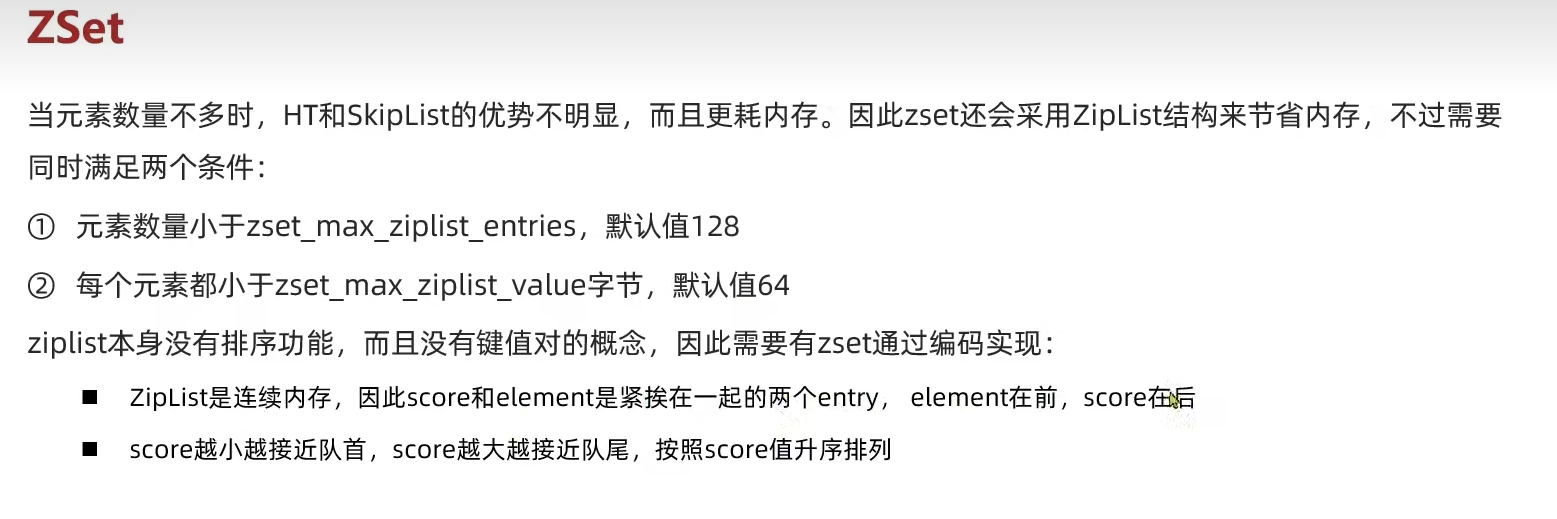 ZSet
当元素数量不多时，HT和SkipList的优势不明显，而且更耗内存。因此zset还会采用ZipList结构来节省内存，不过需要
同时满足两个条件：
① 元素数量小于zset_max_ziplist_entries，默认值128
② 每个元素都小于zset_max_ziplist_value字节，默认值64
ziplist本身没有排序功能，而且没有键值对的概念，因此需要有zset通过编码实现：
■ ZipList是连续内存，因此score和element是紧挨在一起的两个entry， element在前，score在后
■ score越小越接近队首，score越大越接近队尾，按照score值升序排列